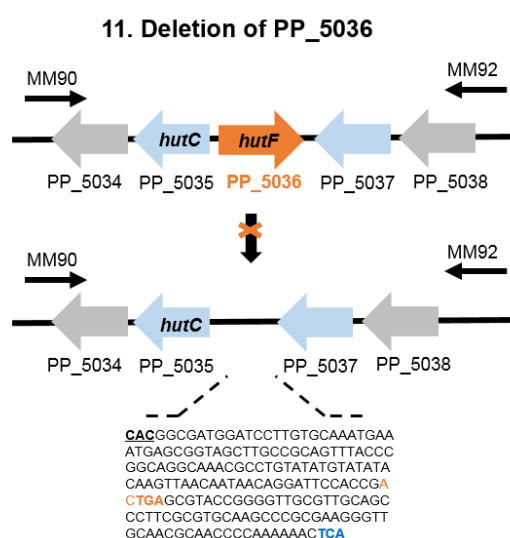 11. Deletion of PP_5036
MM90
MM92
hutC
hutF
PP_5034
PP_5035
PP_5036
PP_5037
PP_5038
MM90
MM92
hutC
PP_5034
PP_5035
PP_5037
PP_5038
CACGGCGATGGATCCTTGTGCAAATGAA
ATGAGCGGTAGCTTGCCGCAGTTTACCC
GGCAGGCAAACGCCTGTATATGTATATA
CAAGTTAACAATAACAGGATTCCACCGA
CTGAGCGTACCGGGGTTGCGTTGCAGC
CCTTCGCGTGCAAGCCCGCGAAGGGTT
GCAACGCAACCCCAAAAAACTCA